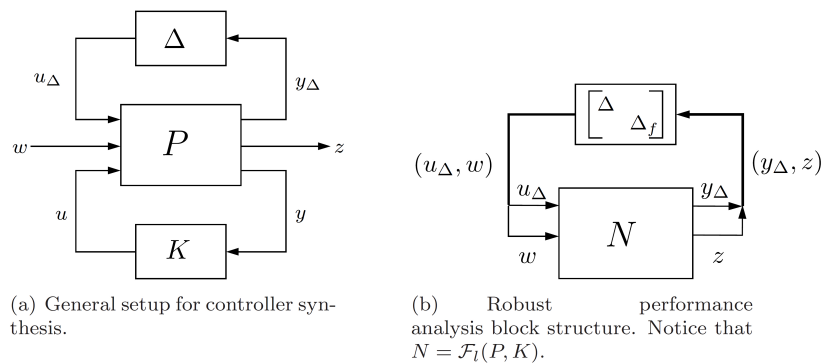 Δ
u_Δ
y_Δ
w
P
z
u
y
K
(a) General setup for controller syn-
thesis.
Δ
Δ_f
(u_Δ, w)
(y_Δ, z)
u_Δ
y_Δ
N
w
z
(b) Robust performance
analysis block structure. Notice that
N = 𝓕_l(P, K).